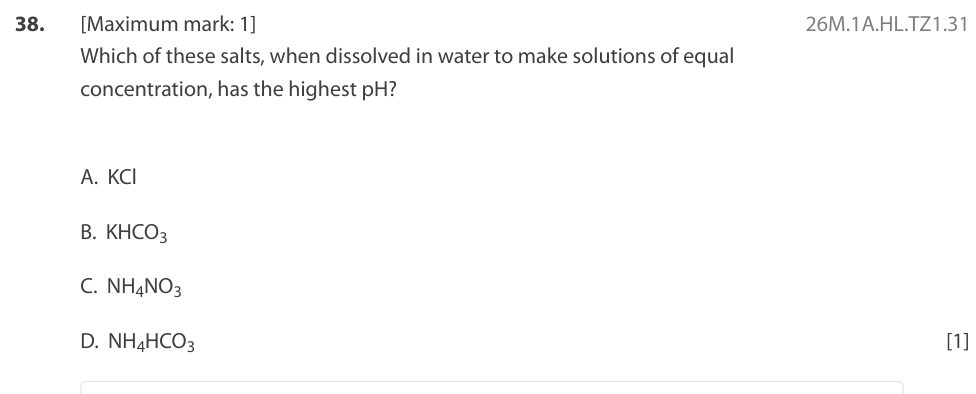 38. [Maximum mark: 1] 26M.1A.HL.TZ1.31
Which of these salts, when dissolved in water to make solutions of equal
concentration, has the highest pH?
A. KCl
B. KHCO₃
C. NH₄NO₃
D. NH₄HCO₃ [1]